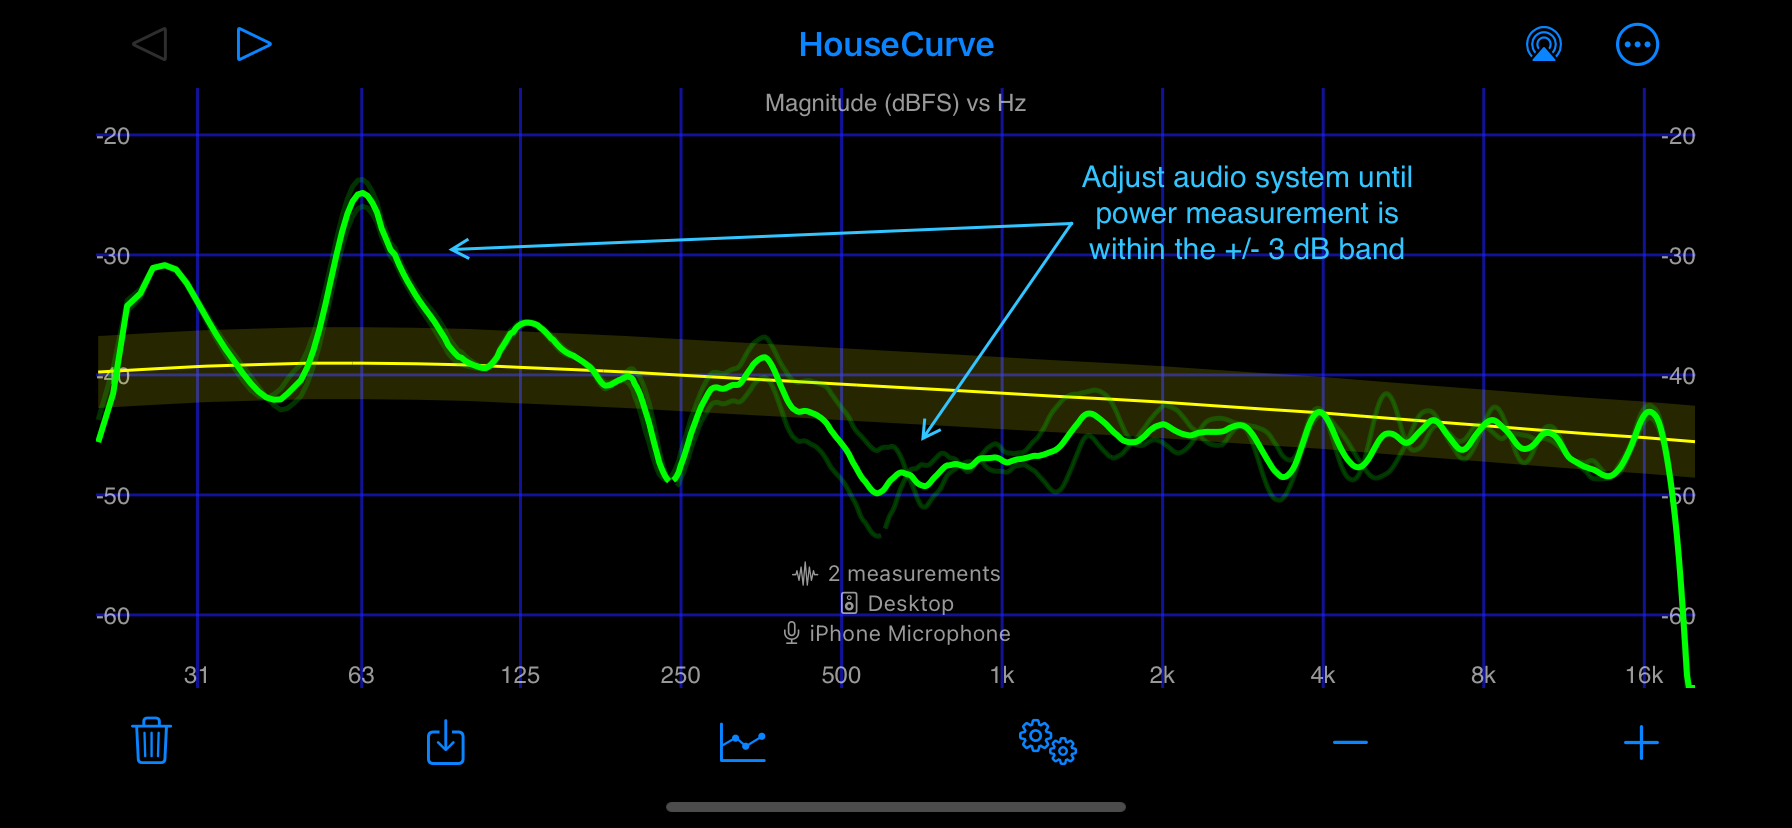 HouseCurve
Magnitude (dBFS) vs Hz
-20
-20
Adjust audio system until
power measurement is
within the +/- 3 dB band
-30
-30
-40
-40
-50
-50
2 measurements
Desktop
-60
-60
iPhone Microphone
31 63 125 250 500 1k 2k 4k 8k 16k